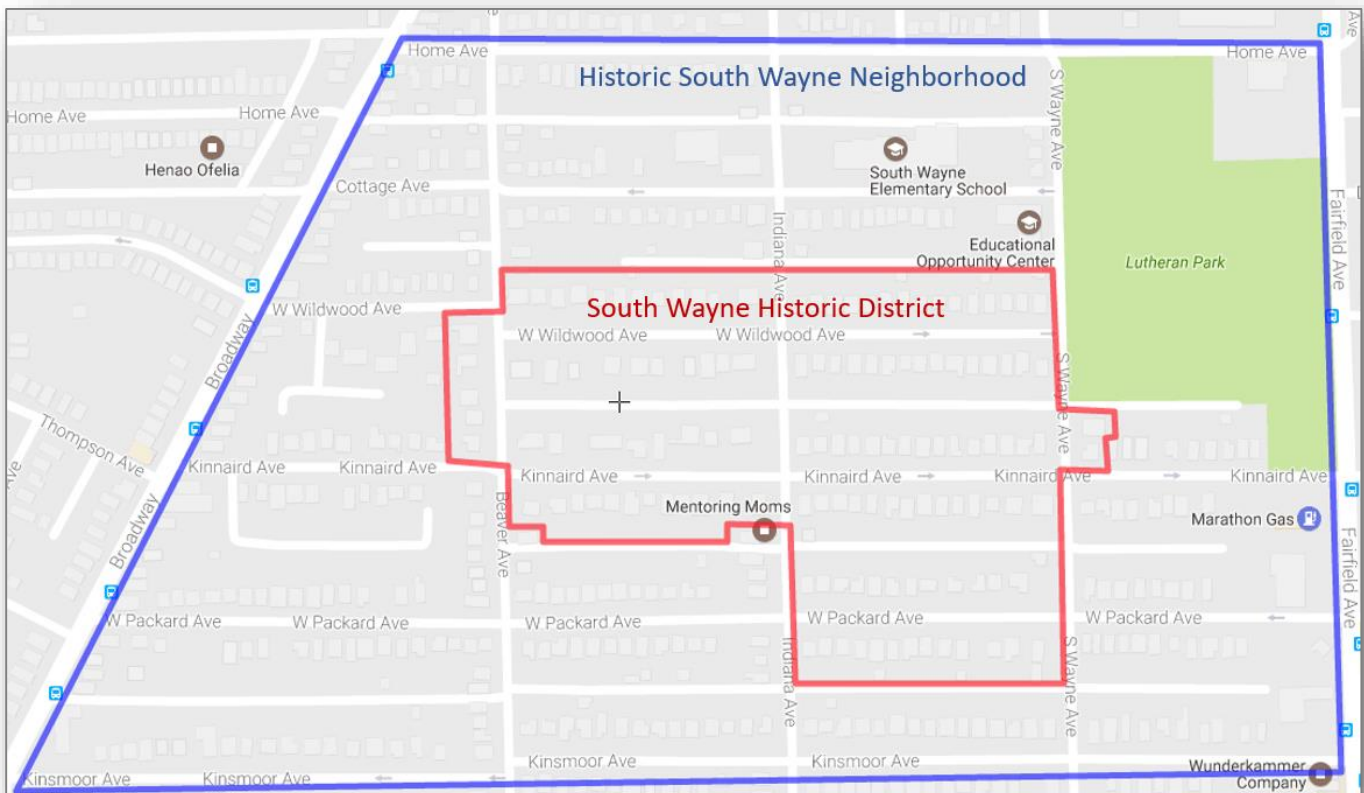 Ave
Home Ave
Home Ave
Historic South Wayne Neighborhood
Home Ave
Home Ave
S Wayne Ave
Henao Ofelia
South Wayne
Elementary School
Cottage Ave
Fairfield Ave
Indiana Ave
Educational
Opportunity Center
Lutheran Park
W Wildwood Ave
South Wayne Historic District
W Wildwood Ave
W Wildwood Ave
Broadway
S Wayne Ave
Thompson Ave
Ave
Kinnaird Ave
Kinnaird Ave
Kinnaird Ave
Kinnaird Ave
Kinnaird Ave
Kinnaird Ave
Mentoring Moms
Marathon Gas
Broadway
Beaver Ave
Fairfield Ave
W Packard Ave
W Packard Ave
W Packard Ave
W Packard Ave
W Packard Ave
Indiana Ave
S Wayne Ave
Kinsmoor Ave
Kinsmoor Ave
Kinsmoor Ave
Kinsmoor Ave
Wunderkammer
Company